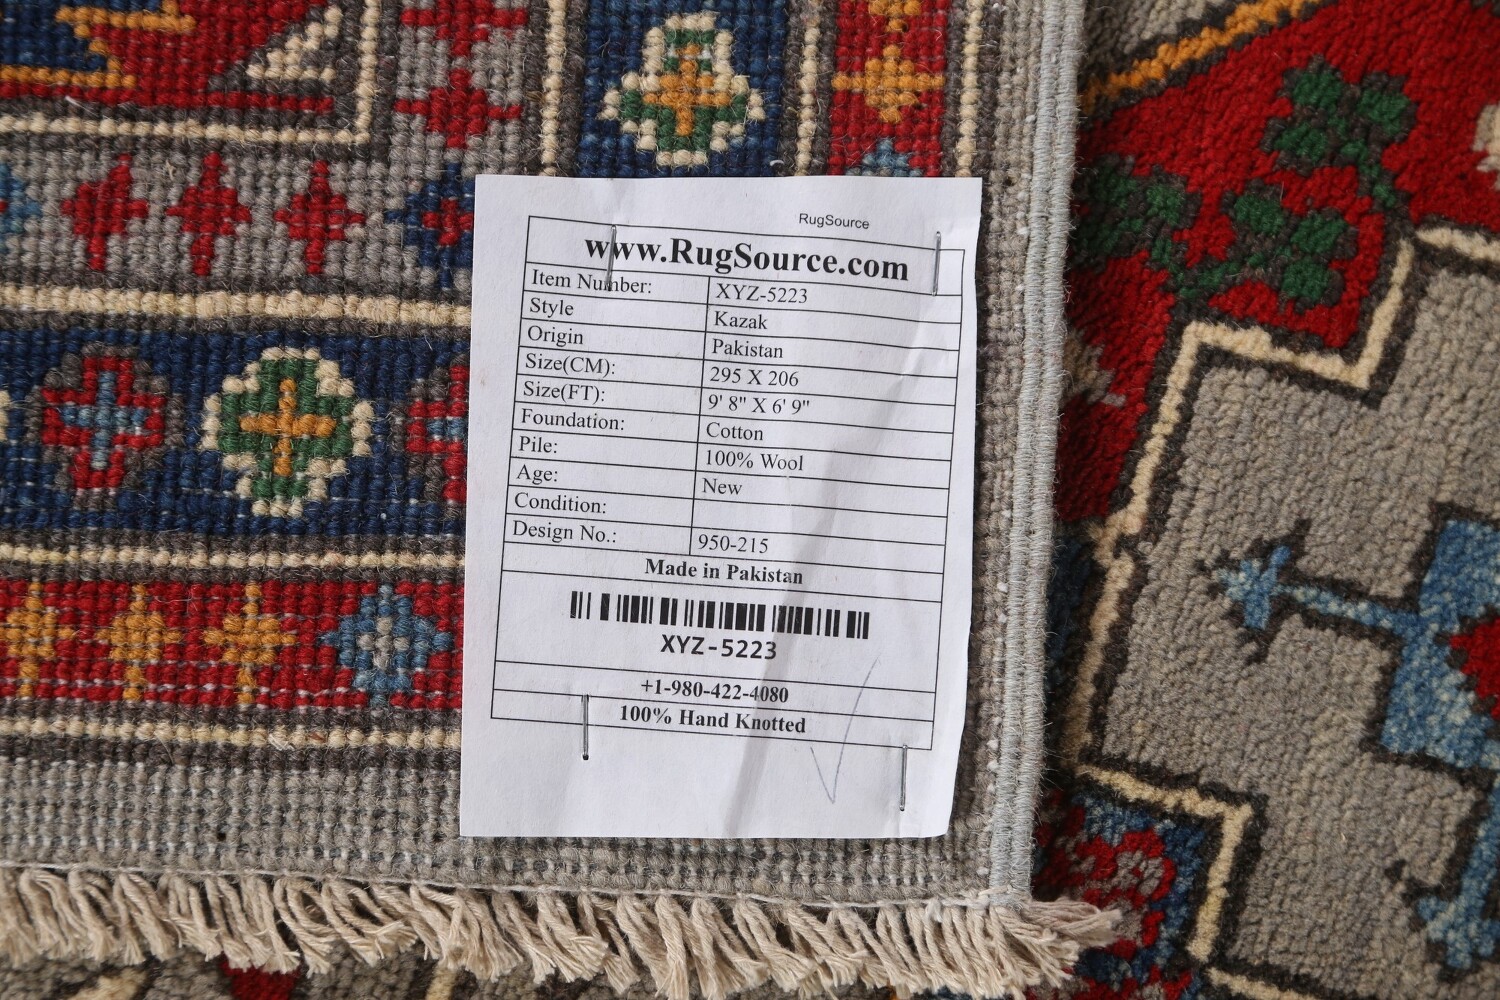 RugSource
www.RugSource.com
Item Number: XYZ-5223
Style Kazak
Origin Pakistan
Size(CM): 295 X 206
Size(FT): 9' 8" X 6' 9"
Foundation: Cotton
Pile: 100% Wool
Age: New
Condition:
Design No.: 950-215
Made in Pakistan
XYZ-5223
+1-980-422-4080
100% Hand Knotted